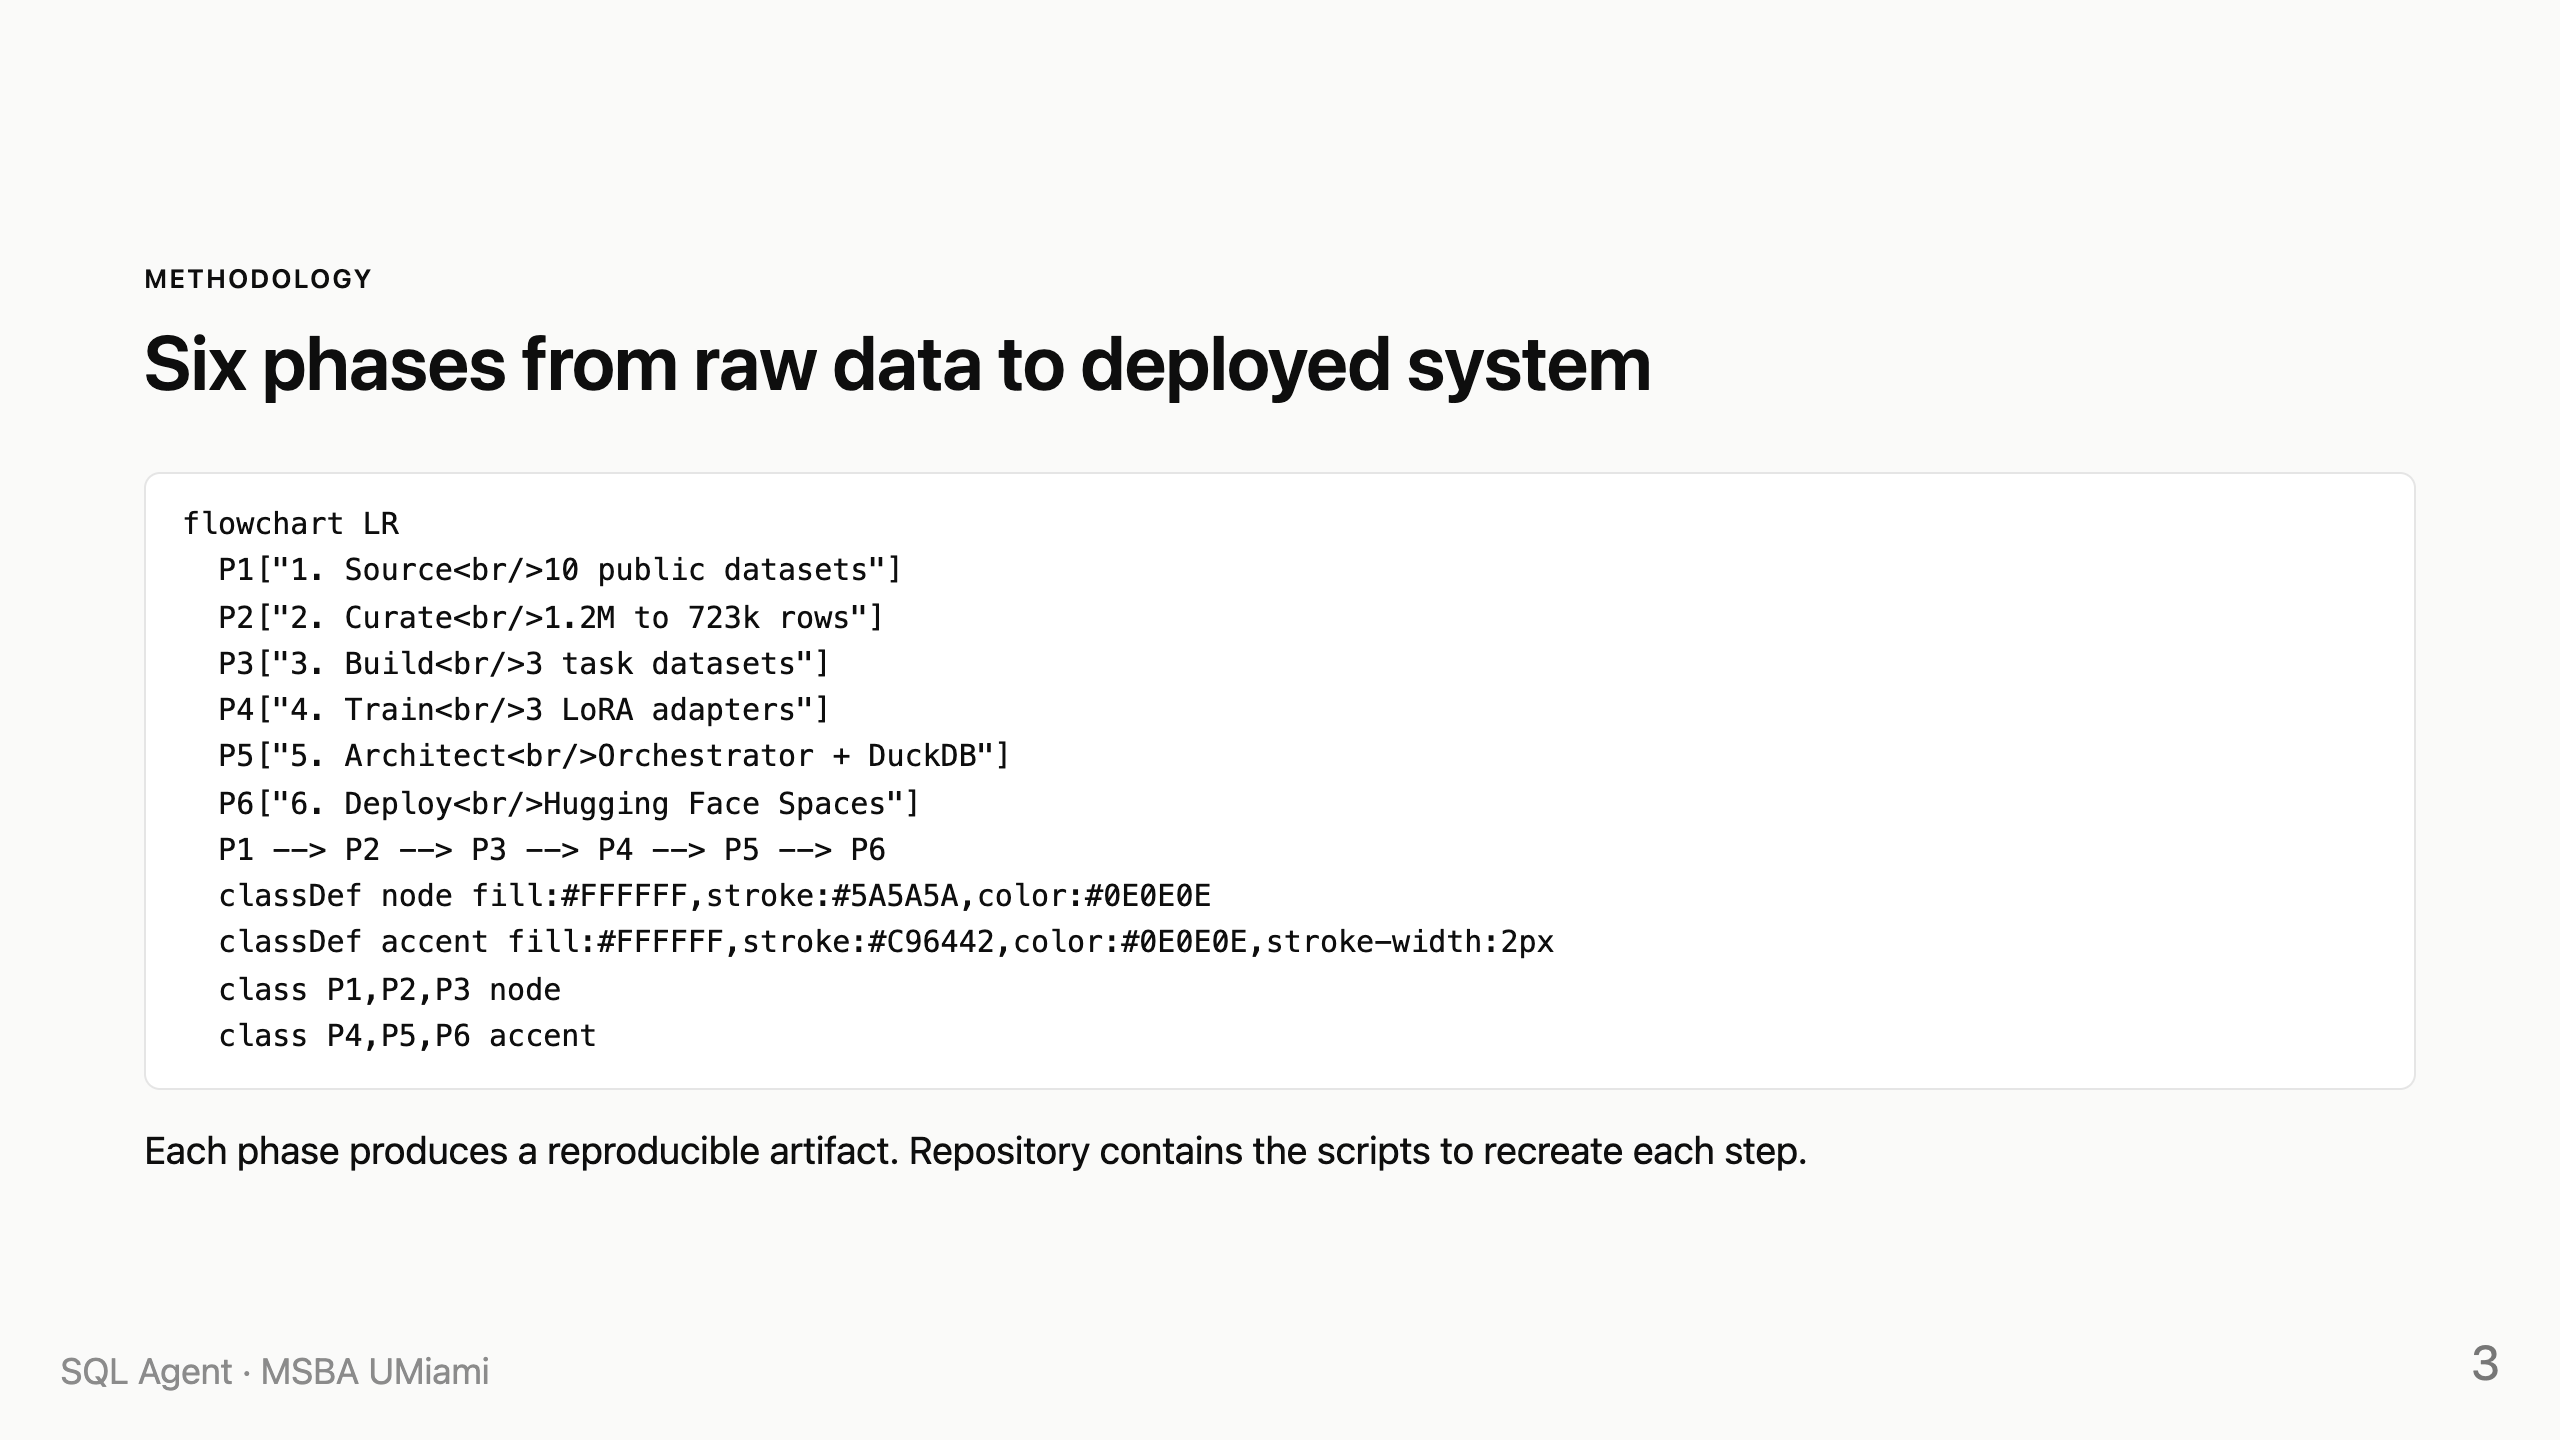 METHODOLOGY
Six phases from raw data to deployed system
flowchart LR
  P1["1. Source<br/>10 public datasets"]
  P2["2. Curate<br/>1.2M to 723k rows"]
  P3["3. Build<br/>3 task datasets"]
  P4["4. Train<br/>3 LoRA adapters"]
  P5["5. Architect<br/>Orchestrator + DuckDB"]
  P6["6. Deploy<br/>Hugging Face Spaces"]
  P1 --> P2 --> P3 --> P4 --> P5 --> P6
  classDef node fill:#FFFFFF,stroke:#5A5A5A,color:#0E0E0E
  classDef accent fill:#FFFFFF,stroke:#C96442,color:#0E0E0E,stroke-width:2px
  class P1,P2,P3 node
  class P4,P5,P6 accent
Each phase produces a reproducible artifact. Repository contains the scripts to recreate each step.
SQL Agent · MSBA UMiami
3